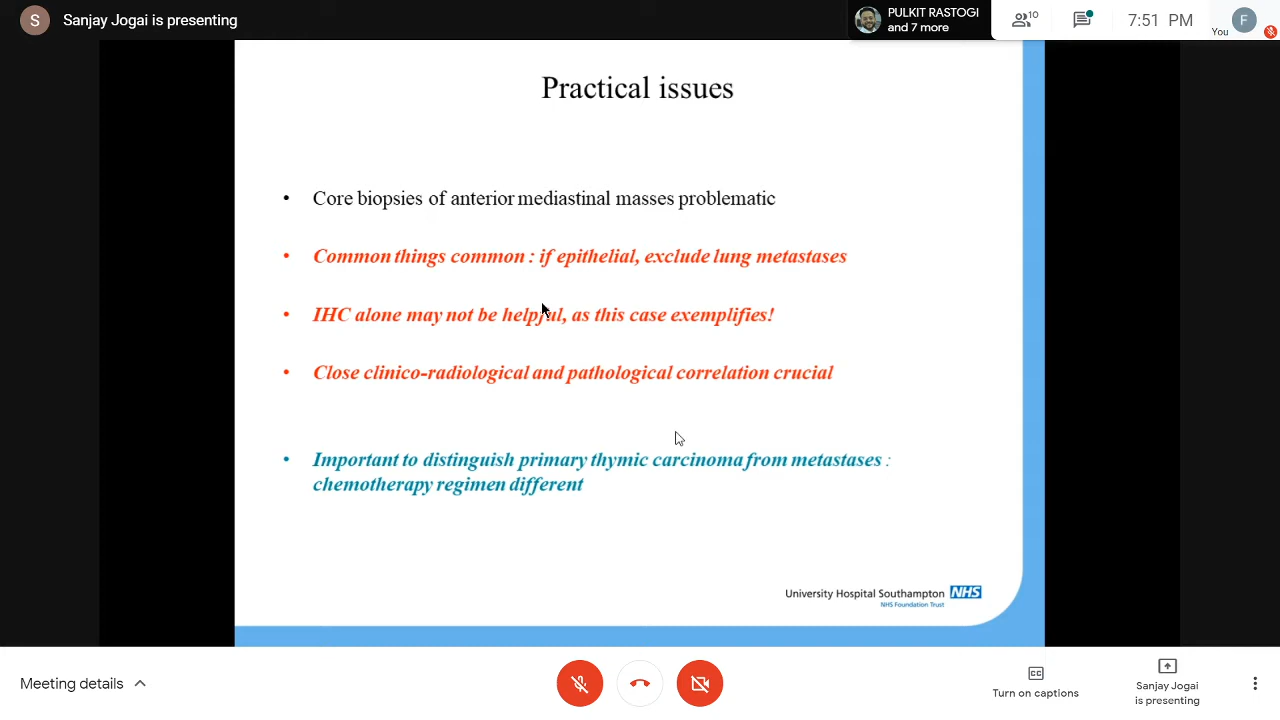 S
Sanjay Jogai is presenting
PULKIT RASTOGI
and 7 more
10
7:51 PM
You
F
Practical issues
• Core biopsies of anterior mediastinal masses problematic
• Common things common : if epithelial, exclude lung metastases
• IHC alone may not be helpful, as this case exemplifies!
• Close clinico-radiological and pathological correlation crucial
• Important to distinguish primary thymic carcinoma from metastases :
chemotherapy regimen different
University Hospital Southampton NHS
NHS Foundation Trust
Meeting details
CC
Turn on captions
Sanjay Jogai
is presenting